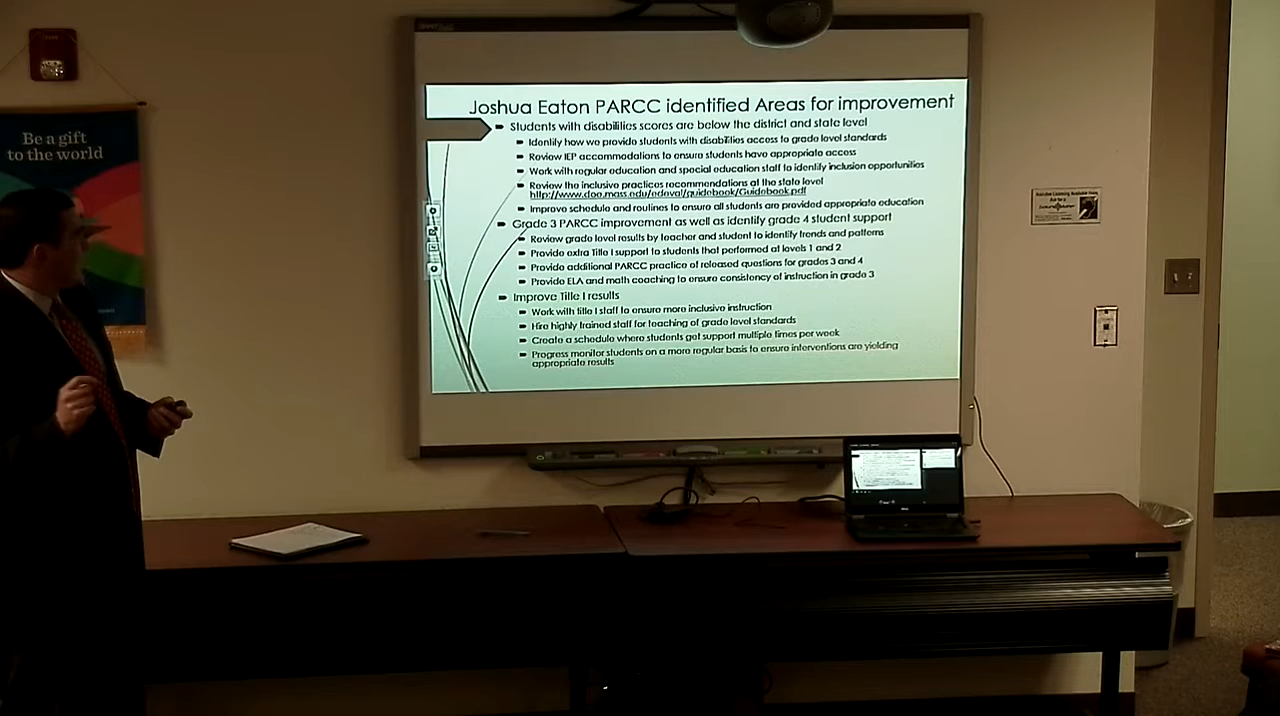 Be a gift
to the world
Joshua Eaton PARCC identified Areas for improvement
Students with disabilities scores are below the district and state level
Identify how we provide students with disabilities access to grade level standards
Review IEP accommodations to ensure students have appropriate access
Work with regular education and special education staff to identify inclusion opportunities
Review the inclusive practices recommendations at the state level
http://www.doe.mass.edu/edeval/guidebook/Guidebook.pdf
Improve schedule and routines to ensure all students are provided appropriate education
Grade 3 PARCC improvement as well as identify grade 4 student support
Review grade level results by teacher and student to identify trends and patterns
Provide extra Title I support to students that performed at levels 1 and 2
Provide additional PARCC practice of released questions for grades 3 and 4
Provide ELA and math coaching to ensure consistency of instruction in grade 3
Improve Title I results
Work with title I staff to ensure more inclusive instruction
Hire highly trained staff for teaching of grade level standards
Create a schedule where students get support multiple times per week
Progress monitor students on a more regular basis to ensure interventions are yielding
appropriate results